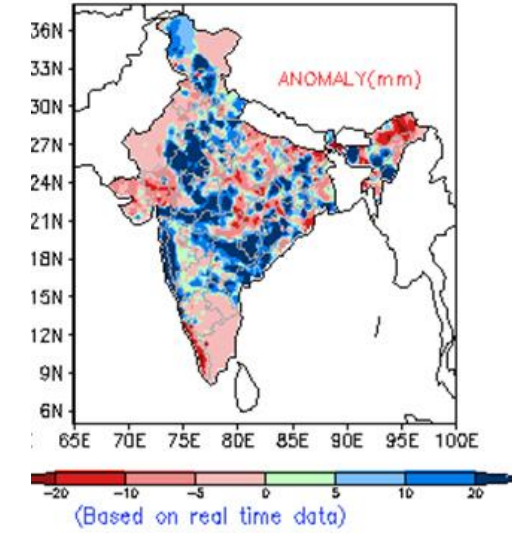 36N
33N
ANOMALY(mm)
30N
27N
24N
21N
18N
15N
12N
9N
6N
65E 70E 75E 80E 85E 90E 95E 100E
-20 -10 -5 0 5 10 20
(Based on real time data)